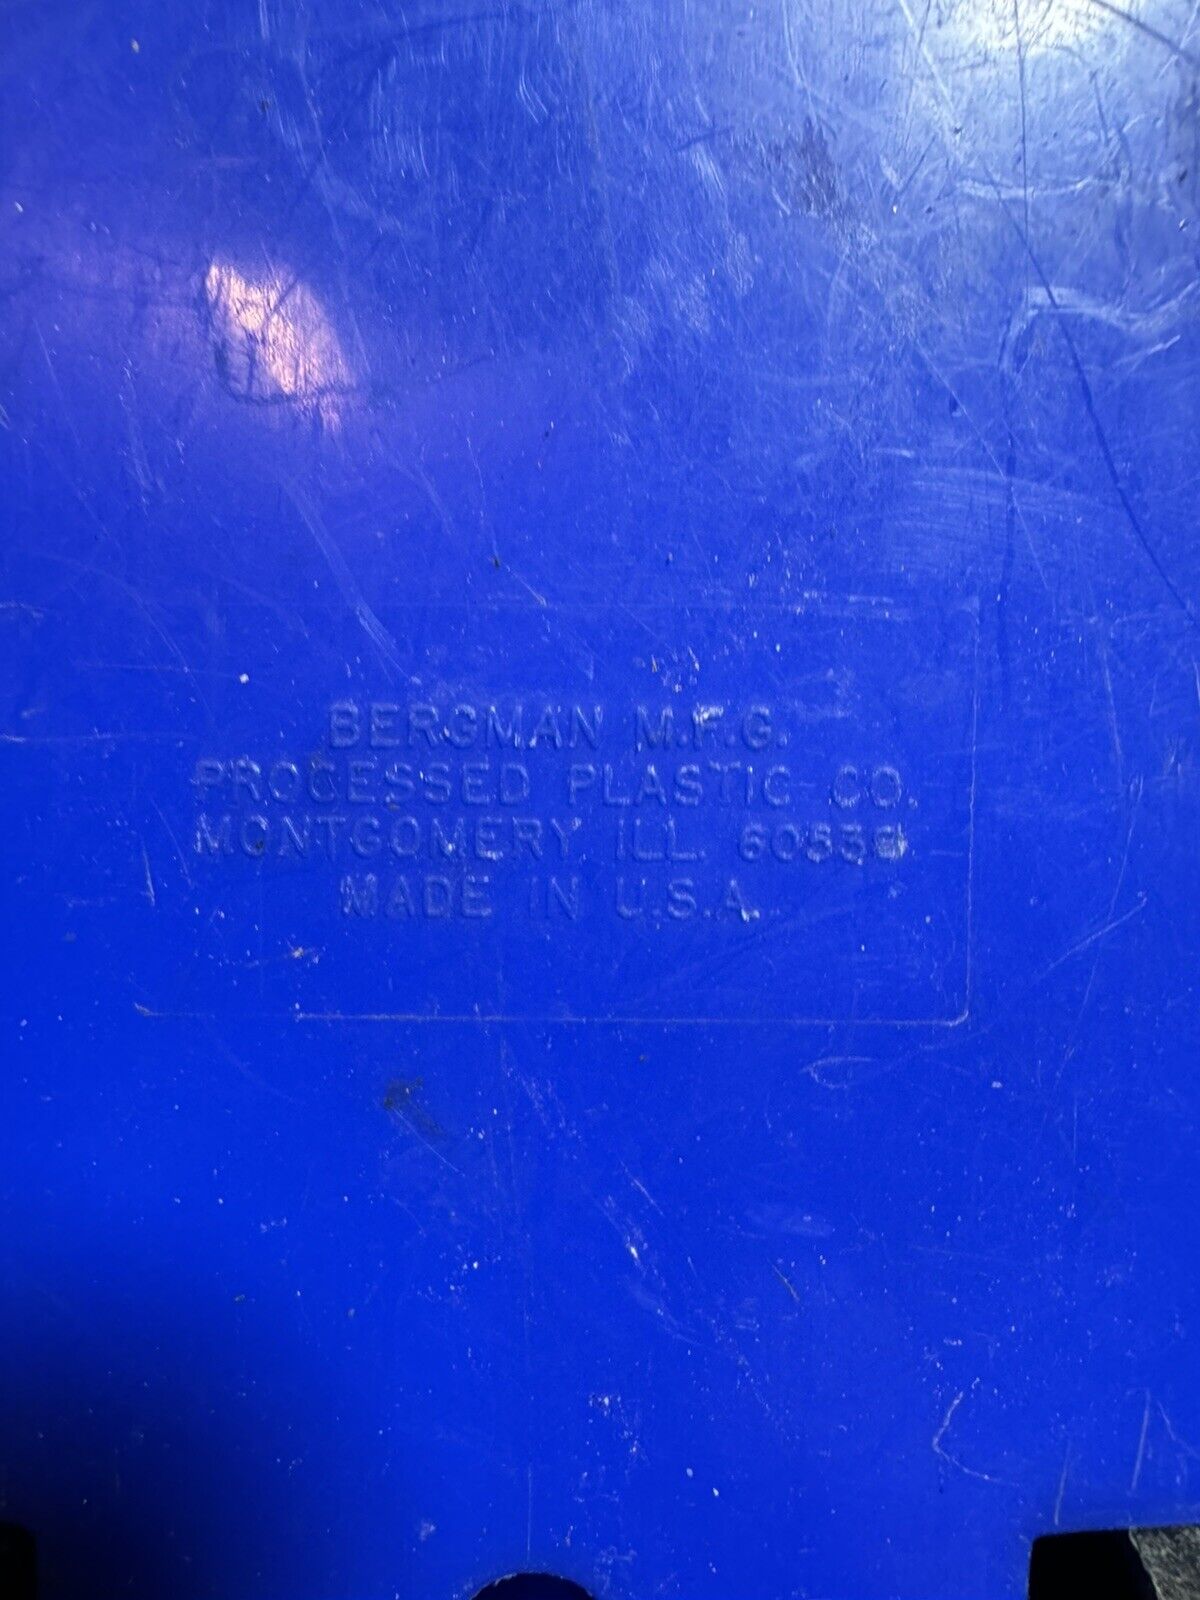 BERGMAN M.F.G.
PROCESSED PLASTIC CO.
MONTGOMERY ILL. 60538
MADE IN U.S.A.